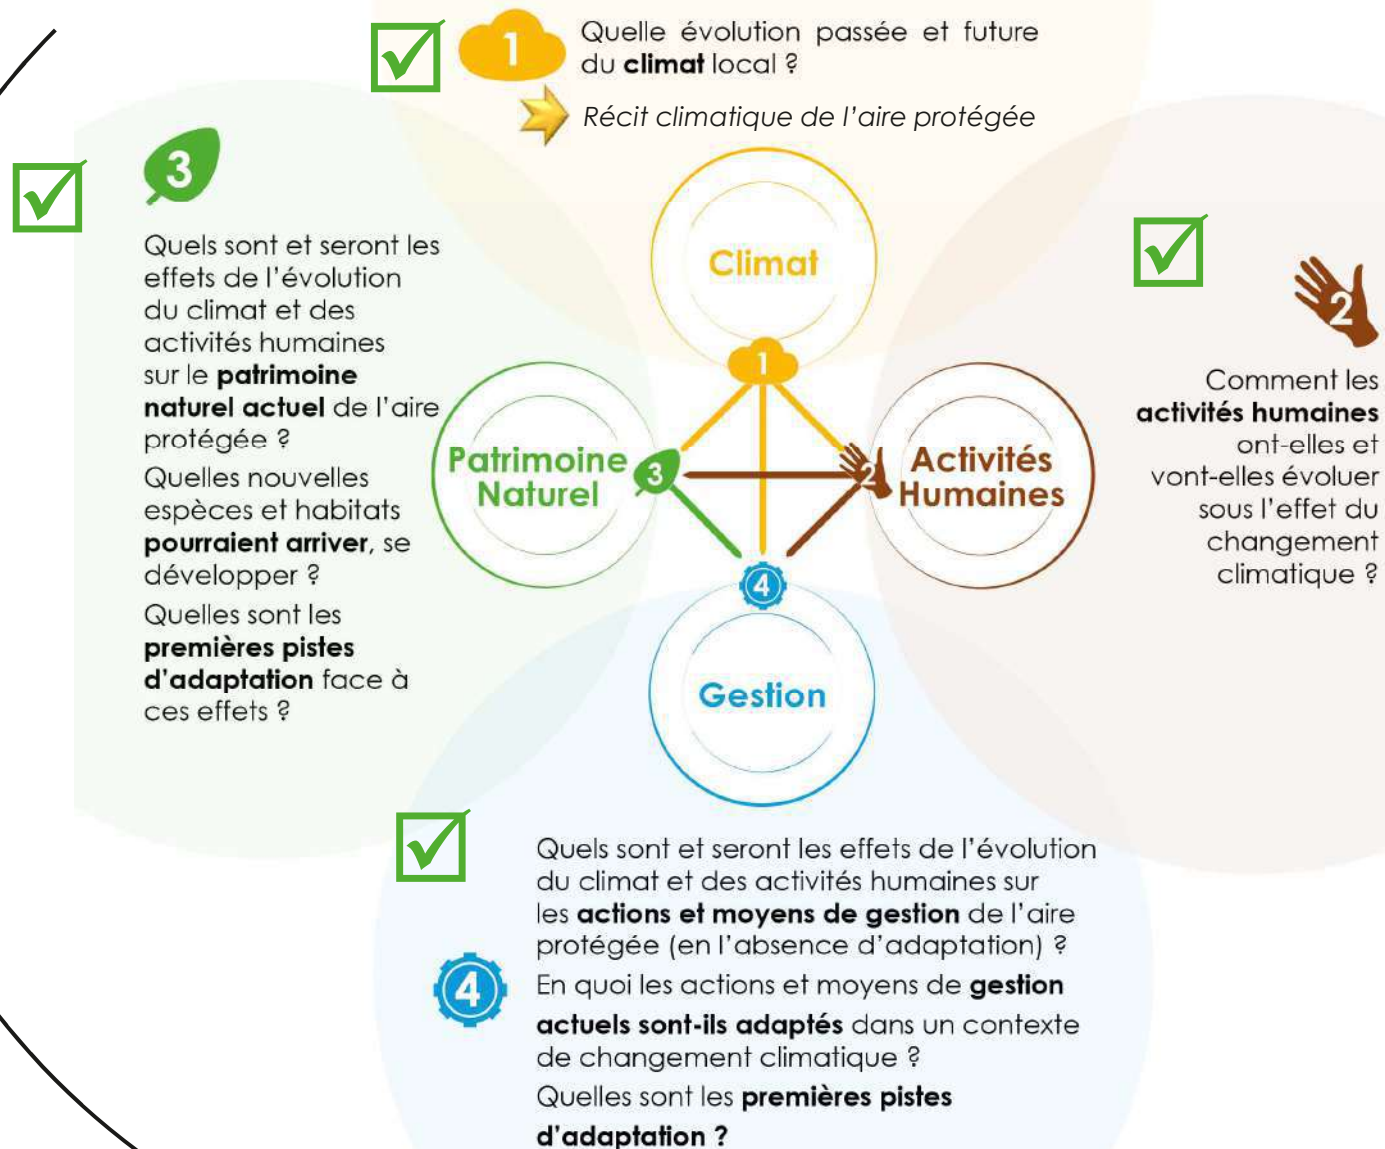 1
Quelle évolution passée et future
du climat local ?
Récit climatique de l'aire protégée
3
Quels sont et seront les
effets de l'évolution
du climat et des
activités humaines
sur le patrimoine
naturel actuel de l'aire
protégée ?
Quelles nouvelles
espèces et habitats
pourraient arriver, se
développer ?
Quelles sont les
premières pistes
d'adaptation face à
ces effets ?
Climat
1
Patrimoine
Naturel
3
2
Activités
Humaines
4
Gestion
2
Comment les
activités humaines
ont-elles et
vont-elles évoluer
sous l'effet du
changement
climatique ?
4
Quels sont et seront les effets de l'évolution
du climat et des activités humaines sur
les actions et moyens de gestion de l'aire
protégée (en l'absence d'adaptation) ?
En quoi les actions et moyens de gestion
actuels sont-ils adaptés dans un contexte
de changement climatique ?
Quelles sont les premières pistes
d'adaptation ?